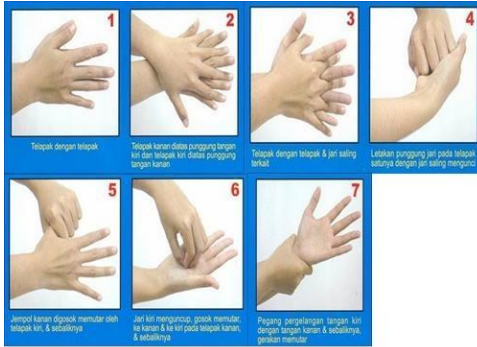 1
Telapak dengan telapak
2
Telapak kanan diatas punggung tangan
kiri dan telapak kiri diatas punggung
tangan kanan
3
Telapak dengan telapak & jari saling
terkait
4
Letakan punggung jari pada telapak
satunya dengan jari saling mengunci
5
Jempol kanan digosok memutar oleh
telapak kiri, & sebaliknya
6
Jari kiri menguncup, gosok memutar,
ke kanan & ke kiri pada telapak kanan,
& sebaliknya
7
Pegang pergelangan tangan kiri
dengan tangan kanan & sebaliknya,
gerakan memutar